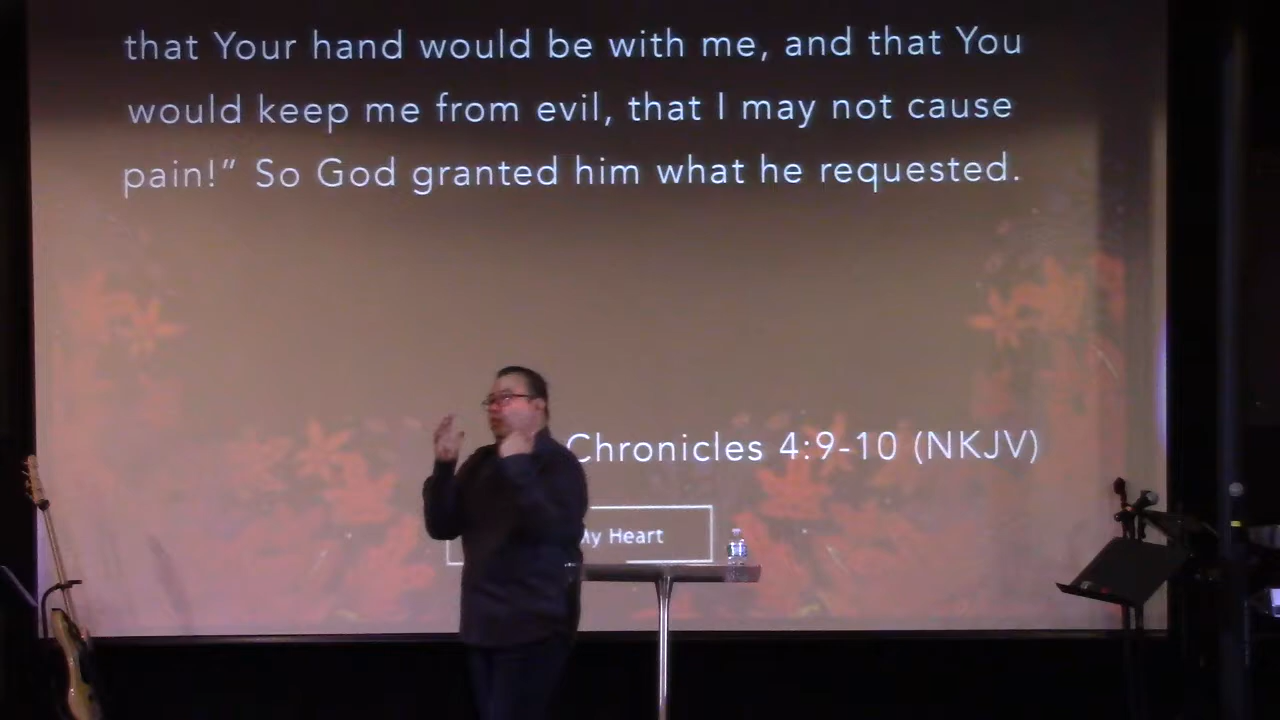 that Your hand would be with me, and that You
would keep me from evil, that I may not cause
pain!” So God granted him what he requested.
Chronicles 4:9-10 (NKJV)
My Heart